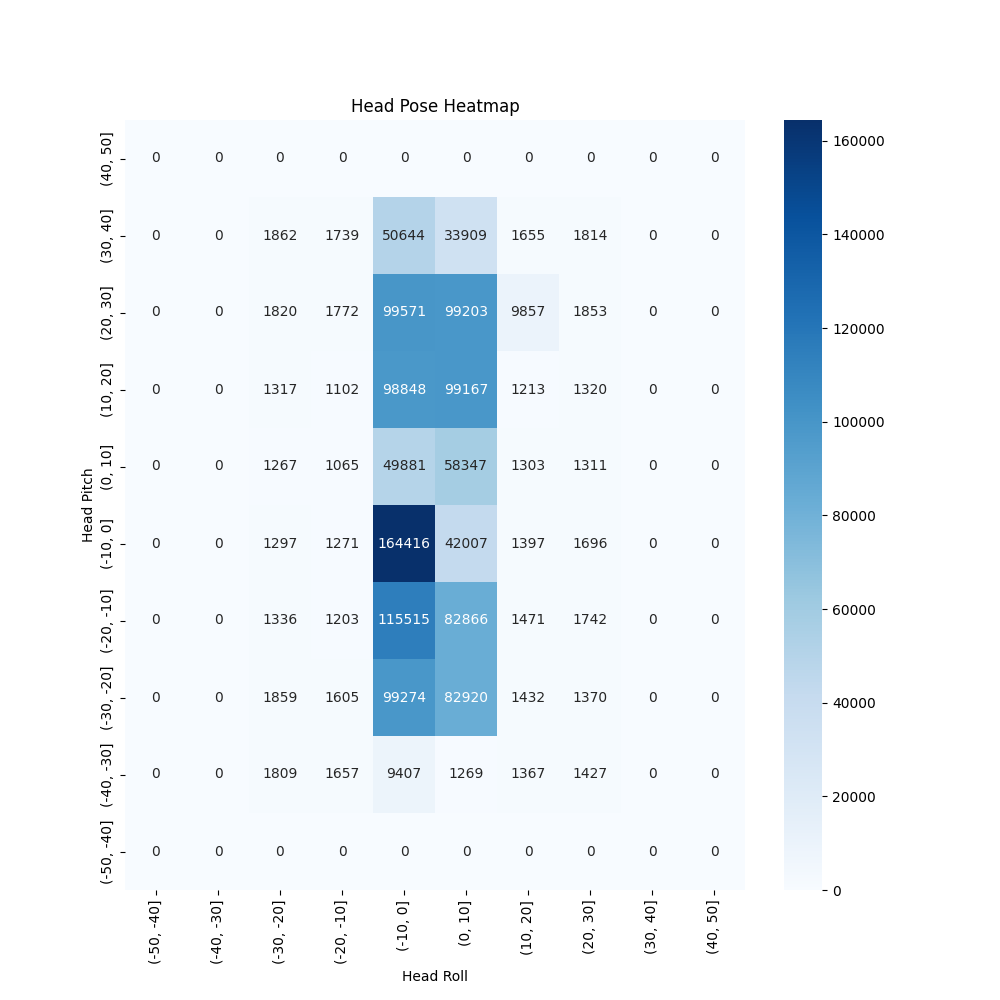 Head Pose Heatmap
Head Pitch
(40, 50] 0 0 0 0 0 0 0 0 0 0
(30, 40] 0 0 1862 1739 50644 33909 1655 1814 0 0
(20, 30] 0 0 1820 1772 99571 99203 9857 1853 0 0
(10, 20] 0 0 1317 1102 98848 99167 1213 1320 0 0
(0, 10] 0 0 1267 1065 49881 58347 1303 1311 0 0
(-10, 0] 0 0 1297 1271 164416 42007 1397 1696 0 0
(-20, -10] 0 0 1336 1203 115515 82866 1471 1742 0 0
(-30, -20] 0 0 1859 1605 99274 82920 1432 1370 0 0
(-40, -30] 0 0 1809 1657 9407 1269 1367 1427 0 0
(-50, -40] 0 0 0 0 0 0 0 0 0 0
(-50, -40] (-40, -30] (-30, -20] (-20, -10] (-10, 0] (0, 10] (10, 20] (20, 30] (30, 40] (40, 50]
Head Roll
160000
140000
120000
100000
80000
60000
40000
20000
0